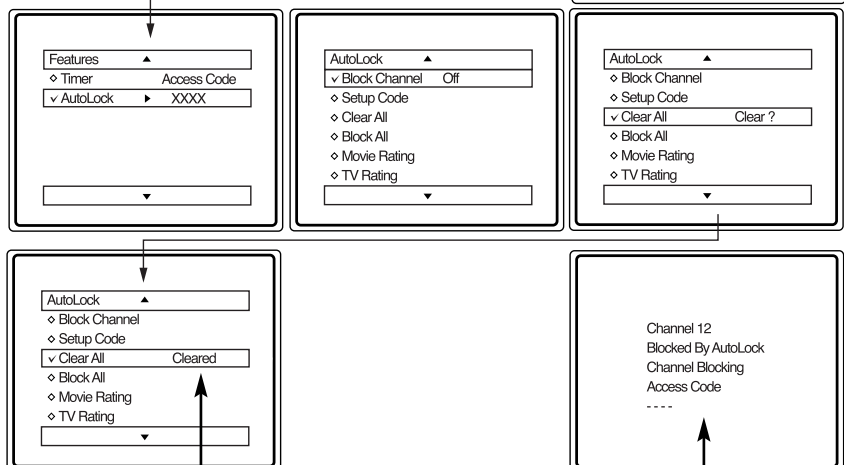 Features
Timer Access Code
AutoLock XXXX
AutoLock
Block Channel Off
Setup Code
Clear All
Block All
Movie Rating
TV Rating
AutoLock
Block Channel
Setup Code
Clear All Clear ?
Block All
Movie Rating
TV Rating
AutoLock
Block Channel
Setup Code
Clear All Cleared
Block All
Movie Rating
TV Rating
Channel 12
Blocked By AutoLock
Channel Blocking
Access Code
- - - -